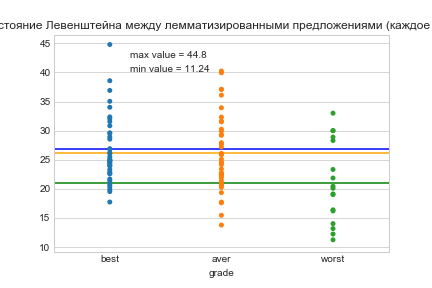 стояние Левенштейна между лемматизированными предложениями (каждое
45
max value = 44.8
min value = 11.24
40
35
30
25
20
15
10
best aver worst
grade